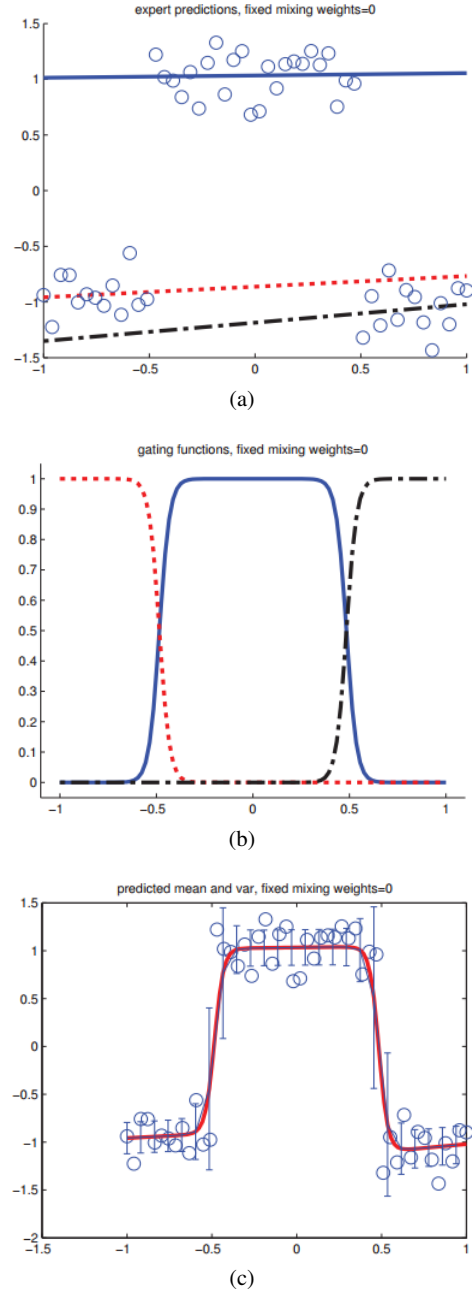 expert predictions, fixed mixing weights=0
1.5
1
0.5
0
−0.5
−1
−1.5
−1 −0.5 0 0.5 1
(a)
gating functions, fixed mixing weights=0
1
0.9
0.8
0.7
0.6
0.5
0.4
0.3
0.2
0.1
0
−1 −0.5 0 0.5 1
(b)
predicted mean and var, fixed mixing weights=0
1.5
1
0.5
0
−0.5
−1
−1.5
−2
−1.5 −1 −0.5 0 0.5 1
(c)